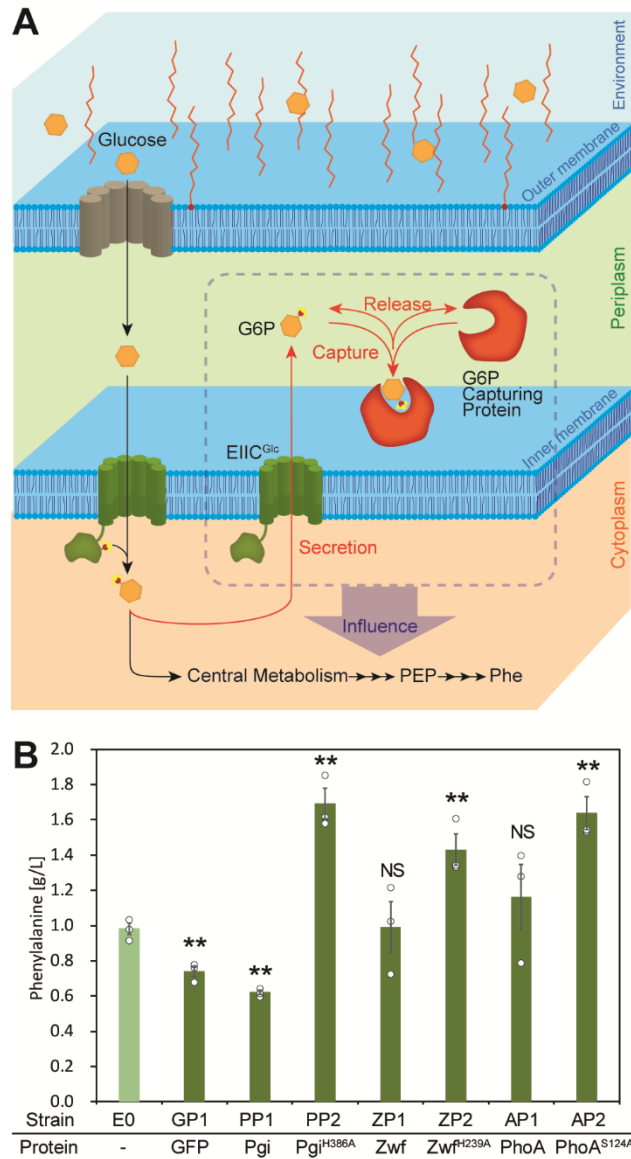 A
Environment
Glucose
Outer membrane
Periplasm
G6P
Release
Capture
G6P
Capturing
Protein
EIIC^Glc
Inner membrane
Secretion
Cytoplasm
Influence
Central Metabolism PEP Phe
B
Phenylalanine [g/L]
2.0
1.8
1.6
1.4
1.2
1.0
0.8
0.6
0.4
0.2
0.0
** ** ** NS ** NS **
Strain E0 GP1 PP1 PP2 ZP1 ZP2 AP1 AP2
Protein - GFP Pgi Pgi^H386A Zwf Zwf^H239A PhoA PhoA^S124A